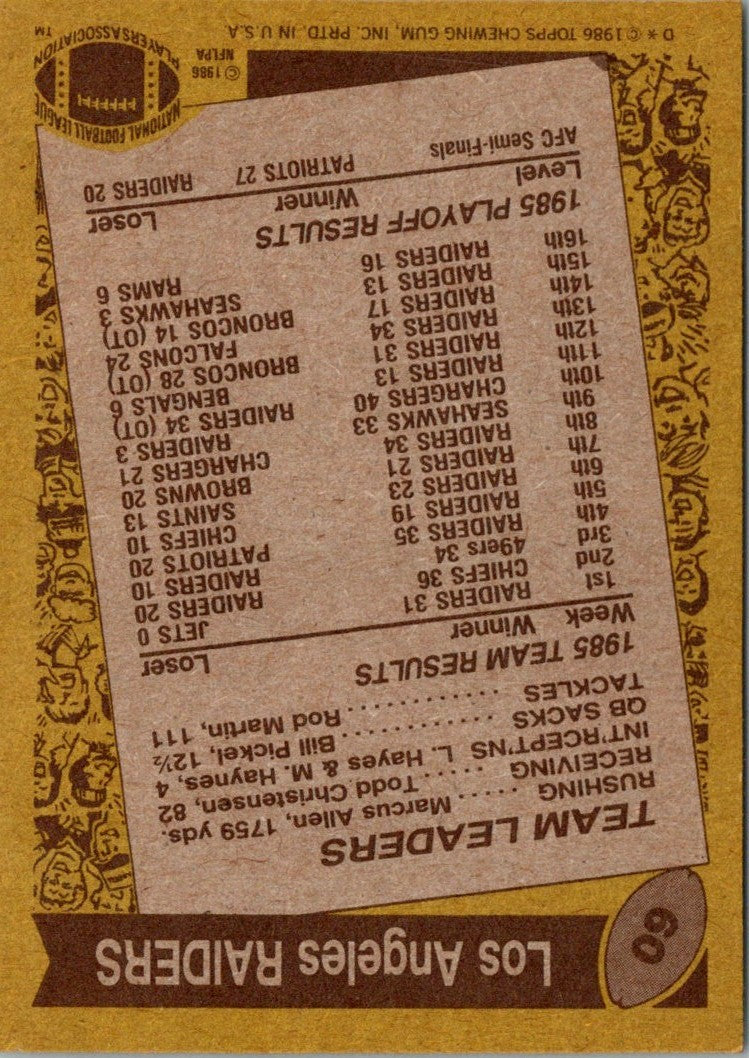 60
Los Angeles RAIDERS
TEAM LEADERS
RUSHING ..... Marcus Allen, 1759 yds.
RECEIVING ..... Todd Christensen, 82
INT'RCEPT'NS L. Hayes & M. Haynes, 4
QB SACKS ............. Bill Pickel, 12½
TACKLES ............. Rod Martin, 111
1985 TEAM RESULTS
Week Winner Loser
1st RAIDERS 31 JETS 0
2nd CHIEFS 36 RAIDERS 20
3rd 49ers 34 RAIDERS 10
4th RAIDERS 35 PATRIOTS 20
5th RAIDERS 19 CHIEFS 10
6th RAIDERS 23 SAINTS 13
7th RAIDERS 21 BROWNS 20
8th RAIDERS 34 CHARGERS 21
9th SEAHAWKS 33 RAIDERS 3
10th CHARGERS 40 RAIDERS 34 (OT)
11th RAIDERS 13 BENGALS 6
12th RAIDERS 31 BRONCOS 28 (OT)
13th RAIDERS 34 FALCONS 24
14th RAIDERS 17 BRONCOS 14 (OT)
15th RAIDERS 13 SEAHAWKS 3
16th RAIDERS 16 RAMS 6
1985 PLAYOFF RESULTS
Level Winner Loser
AFC Semi-Finals PATRIOTS 27 RAIDERS 20
NATIONAL FOOTBALL LEAGUE
PLAYERS ASSOCIATION
TM
© 1986
NFLPA
D * © 1986 TOPPS CHEWING GUM, INC. PRTD. IN U.S.A